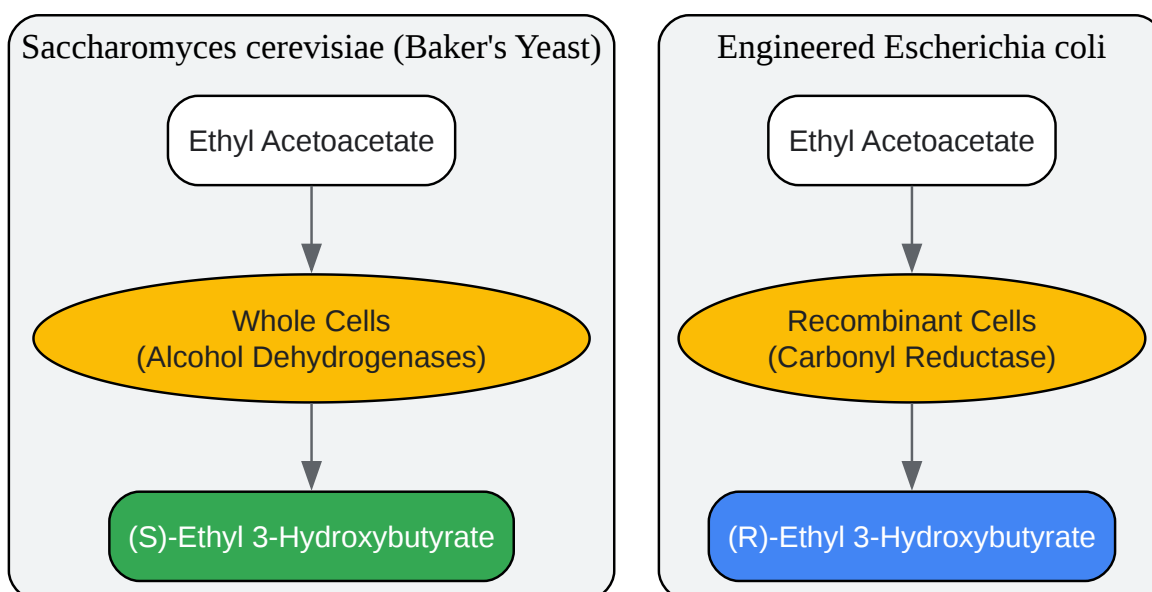 Saccharomyces cerevisiae (Baker's Yeast)
Ethyl Acetoacetate
Whole Cells
(Alcohol Dehydrogenases)
(S)-Ethyl 3-Hydroxybutyrate
Engineered Escherichia coli
Ethyl Acetoacetate
Recombinant Cells
(Carbonyl Reductase)
(R)-Ethyl 3-Hydroxybutyrate